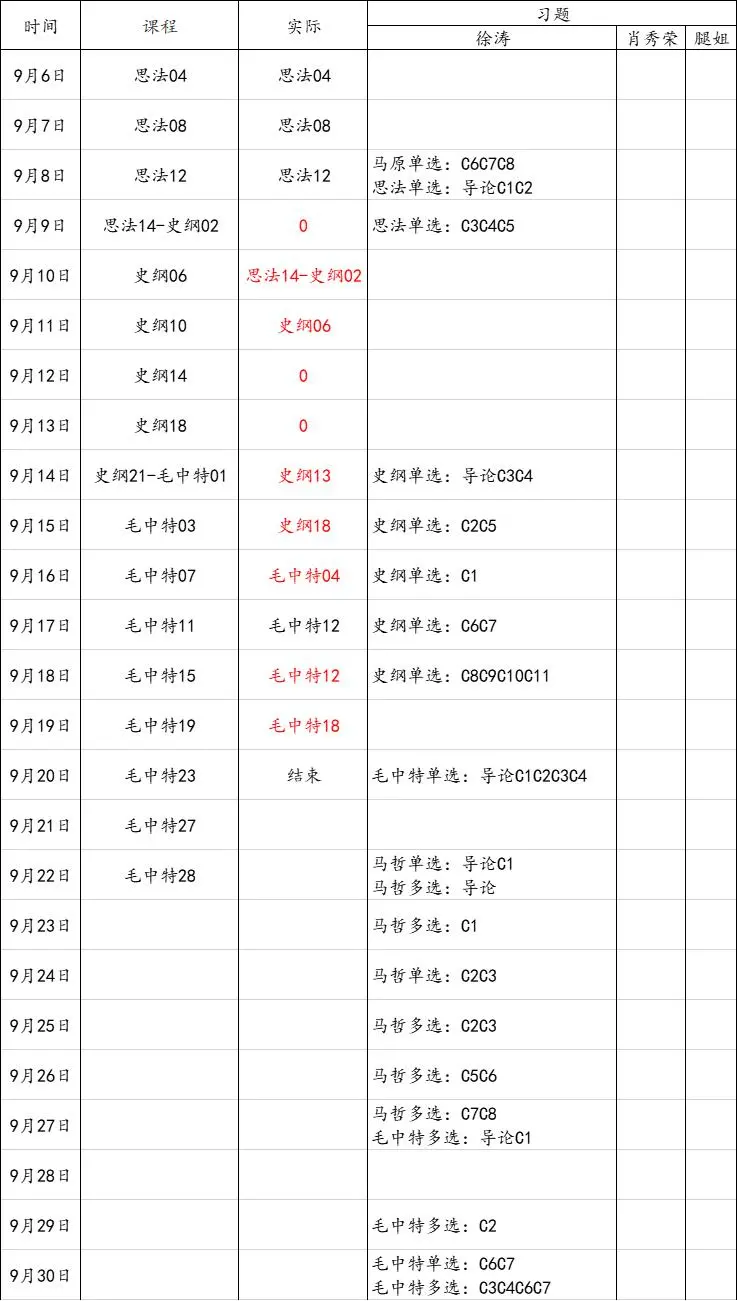 时间 课程 实际 习题
徐涛 肖秀荣 腿姐
9月6日 思法04 思法04
9月7日 思法08 思法08
9月8日 思法12 思法12 马原单选：C6C7C8
思法单选：导论C1C2
9月9日 思法14-史纲02 0 思法单选：C3C4C5
9月10日 史纲06 思法14-史纲02
9月11日 史纲10 史纲06
9月12日 史纲14 0
9月13日 史纲18 0
9月14日 史纲21-毛中特01 史纲13 史纲单选：导论C3C4
9月15日 毛中特03 史纲18 史纲单选：C2C5
9月16日 毛中特07 毛中特04 史纲单选：C1
9月17日 毛中特11 毛中特12 史纲单选：C6C7
9月18日 毛中特15 毛中特12 史纲单选：C8C9C10C11
9月19日 毛中特19 毛中特18
9月20日 毛中特23 结束 毛中特单选：导论C1C2C3C4
9月21日 毛中特27
9月22日 毛中特28 马哲单选：导论C1
马哲多选：导论
9月23日 马哲多选：C1
9月24日 马哲单选：C2C3
9月25日 马哲多选：C2C3
9月26日 马哲多选：C5C6
9月27日 马哲多选：C7C8
毛中特多选：导论C1
9月28日
9月29日 毛中特多选：C2
9月30日 毛中特单选：C6C7
毛中特多选：C3C4C6C7